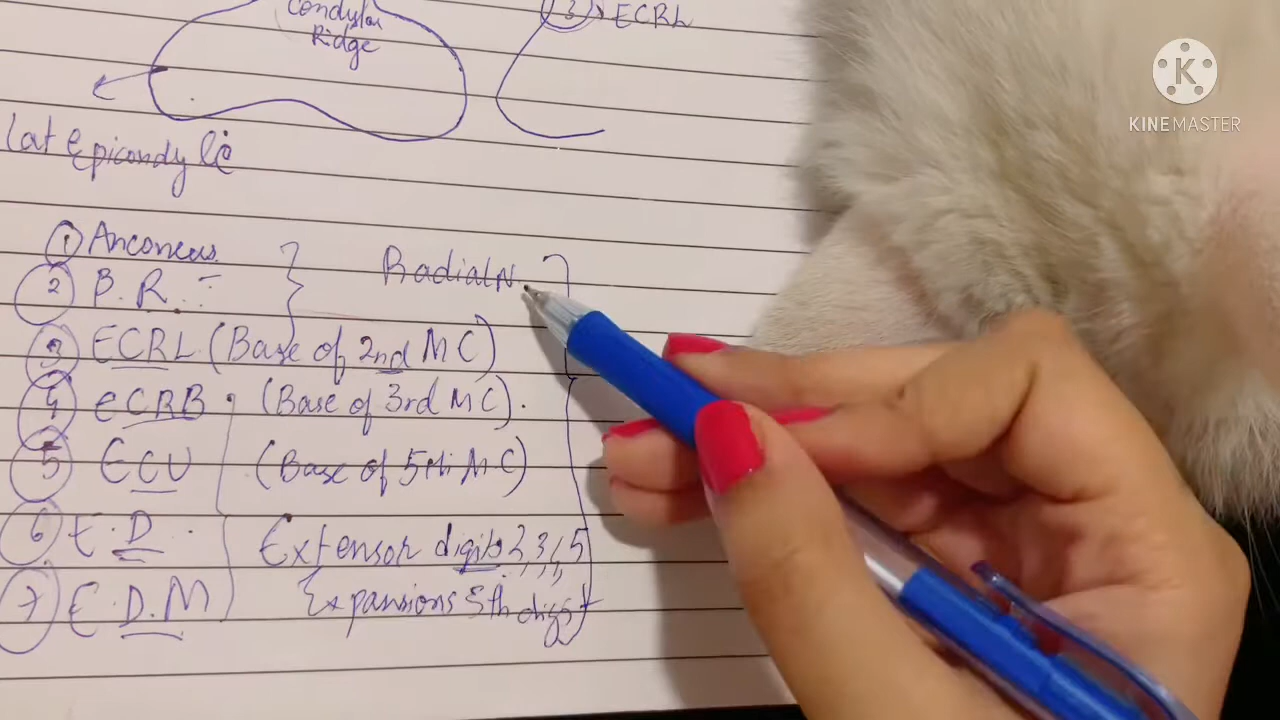 Condylar
Ridge
3 ECRL
Lat Epicondyle
1 Anconeus
2 B.R.
Radial N.
3 ECRL (Base of 2nd MC)
4 eCRB (Base of 3rd MC).
5 ECU (Base of 5th MC)
6 E.D. Extensor digits 2,3,4,5
7 E.D.M Expansions 5th digit
KINEMASTER